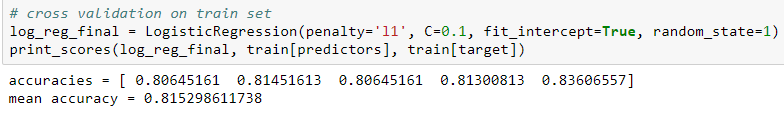 # cross validation on train set
log_reg_final = LogisticRegression(penalty='l1', C=0.1, fit_intercept=True, random_state=1)
print_scores(log_reg_final, train[predictors], train[target])
accuracies = [ 0.80645161  0.81451613  0.80645161  0.81300813  0.83606557]
mean accuracy = 0.815298611738